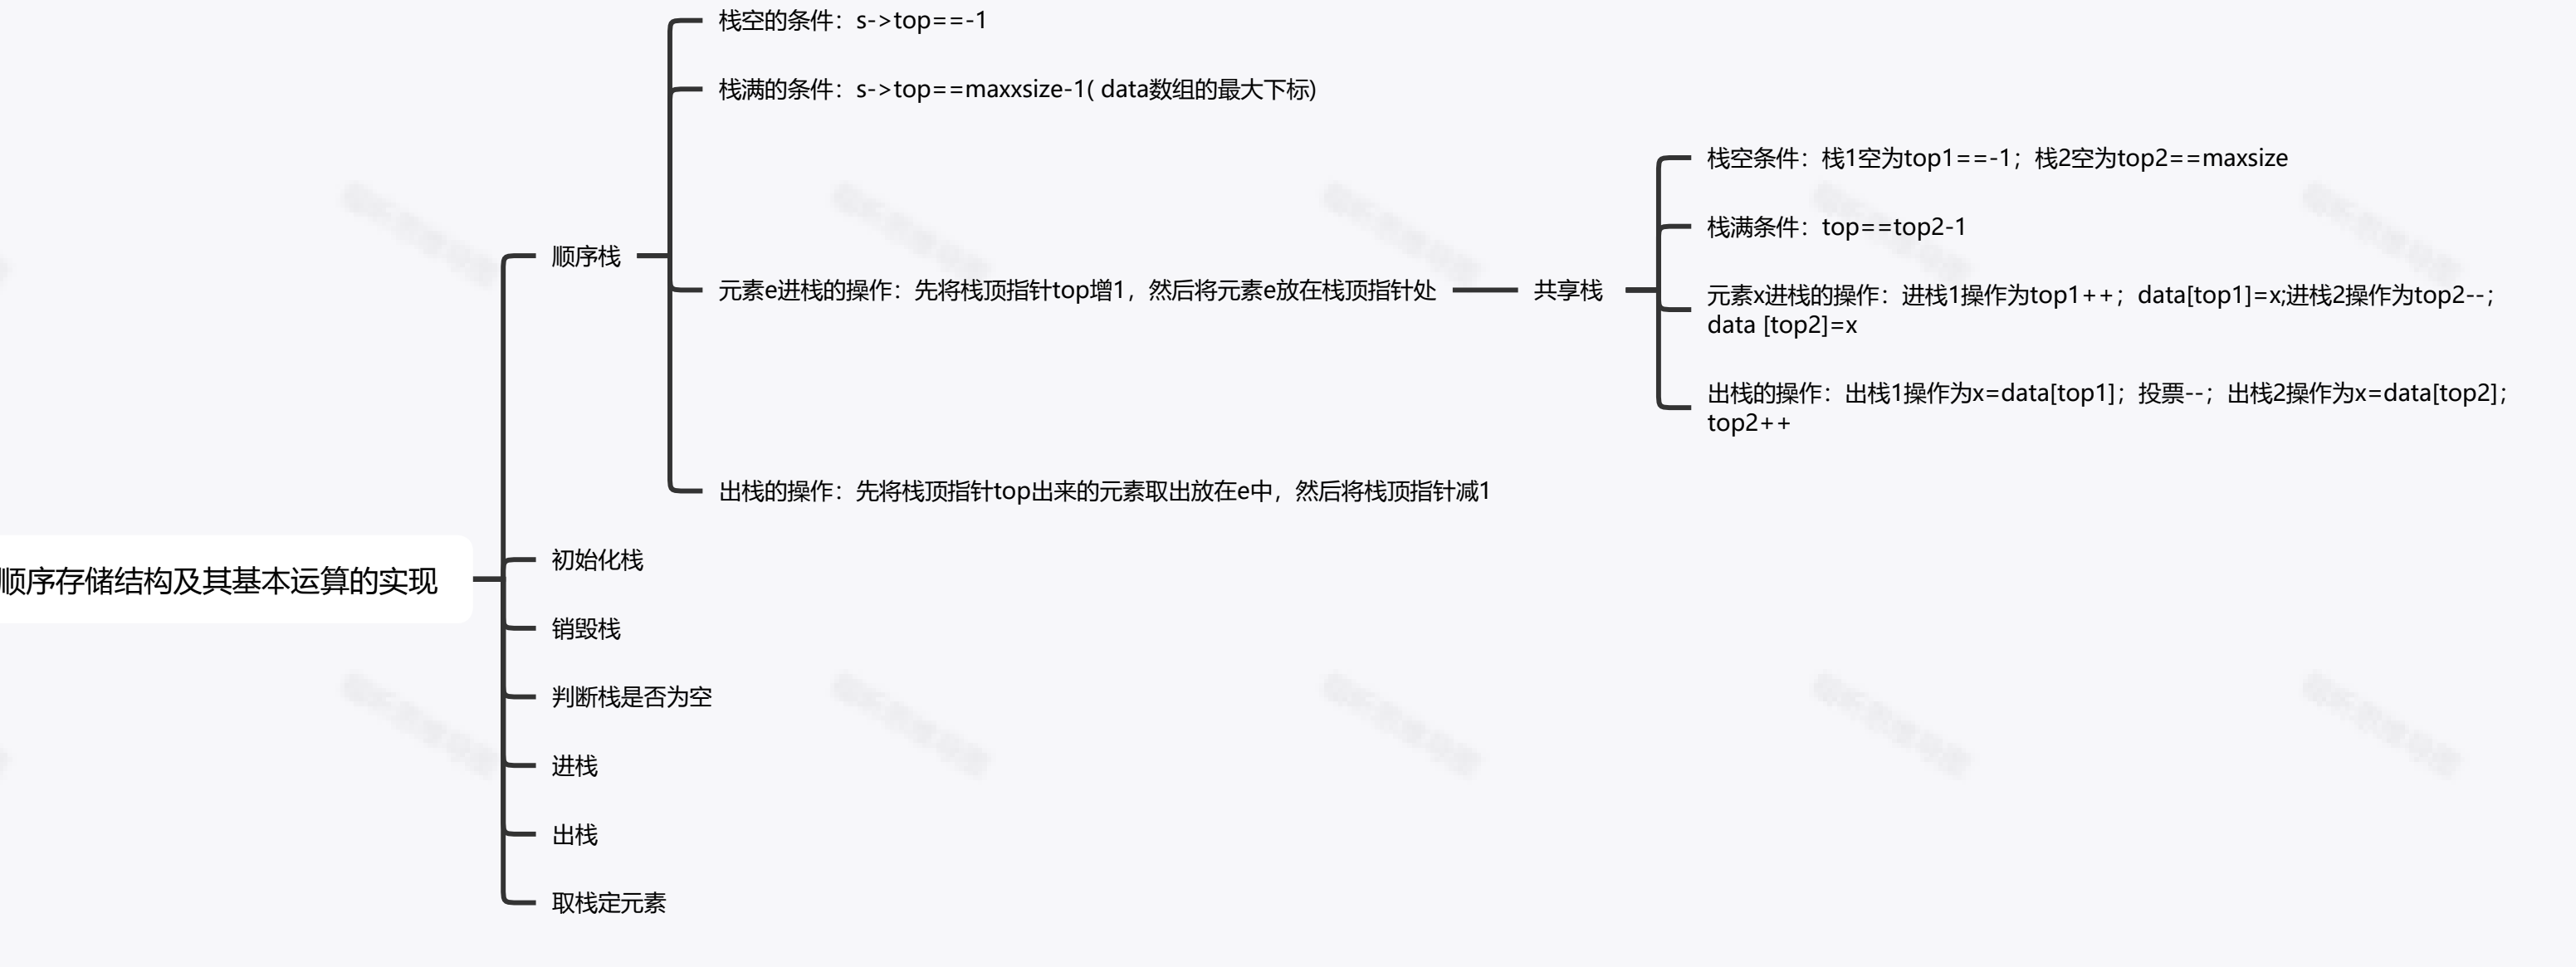 栈空的条件：s->top==-1
栈满的条件：s->top==maxxsize-1( data数组的最大下标)
栈空条件：栈1空为top1==-1；栈2空为top2==maxsize
栈满条件：top==top2-1
顺序栈
元素e进栈的操作：先将栈顶指针top增1，然后将元素e放在栈顶指针处
共享栈
元素x进栈的操作：进栈1操作为top1++；data[top1]=x;进栈2操作为top2--；
data [top2]=x
出栈的操作：出栈1操作为x=data[top1]；投票--；出栈2操作为x=data[top2]；
top2++
出栈的操作：先将栈顶指针top出来的元素取出放在e中，然后将栈顶指针减1
顺序存储结构及其基本运算的实现
初始化栈
销毁栈
判断栈是否为空
进栈
出栈
取栈定元素